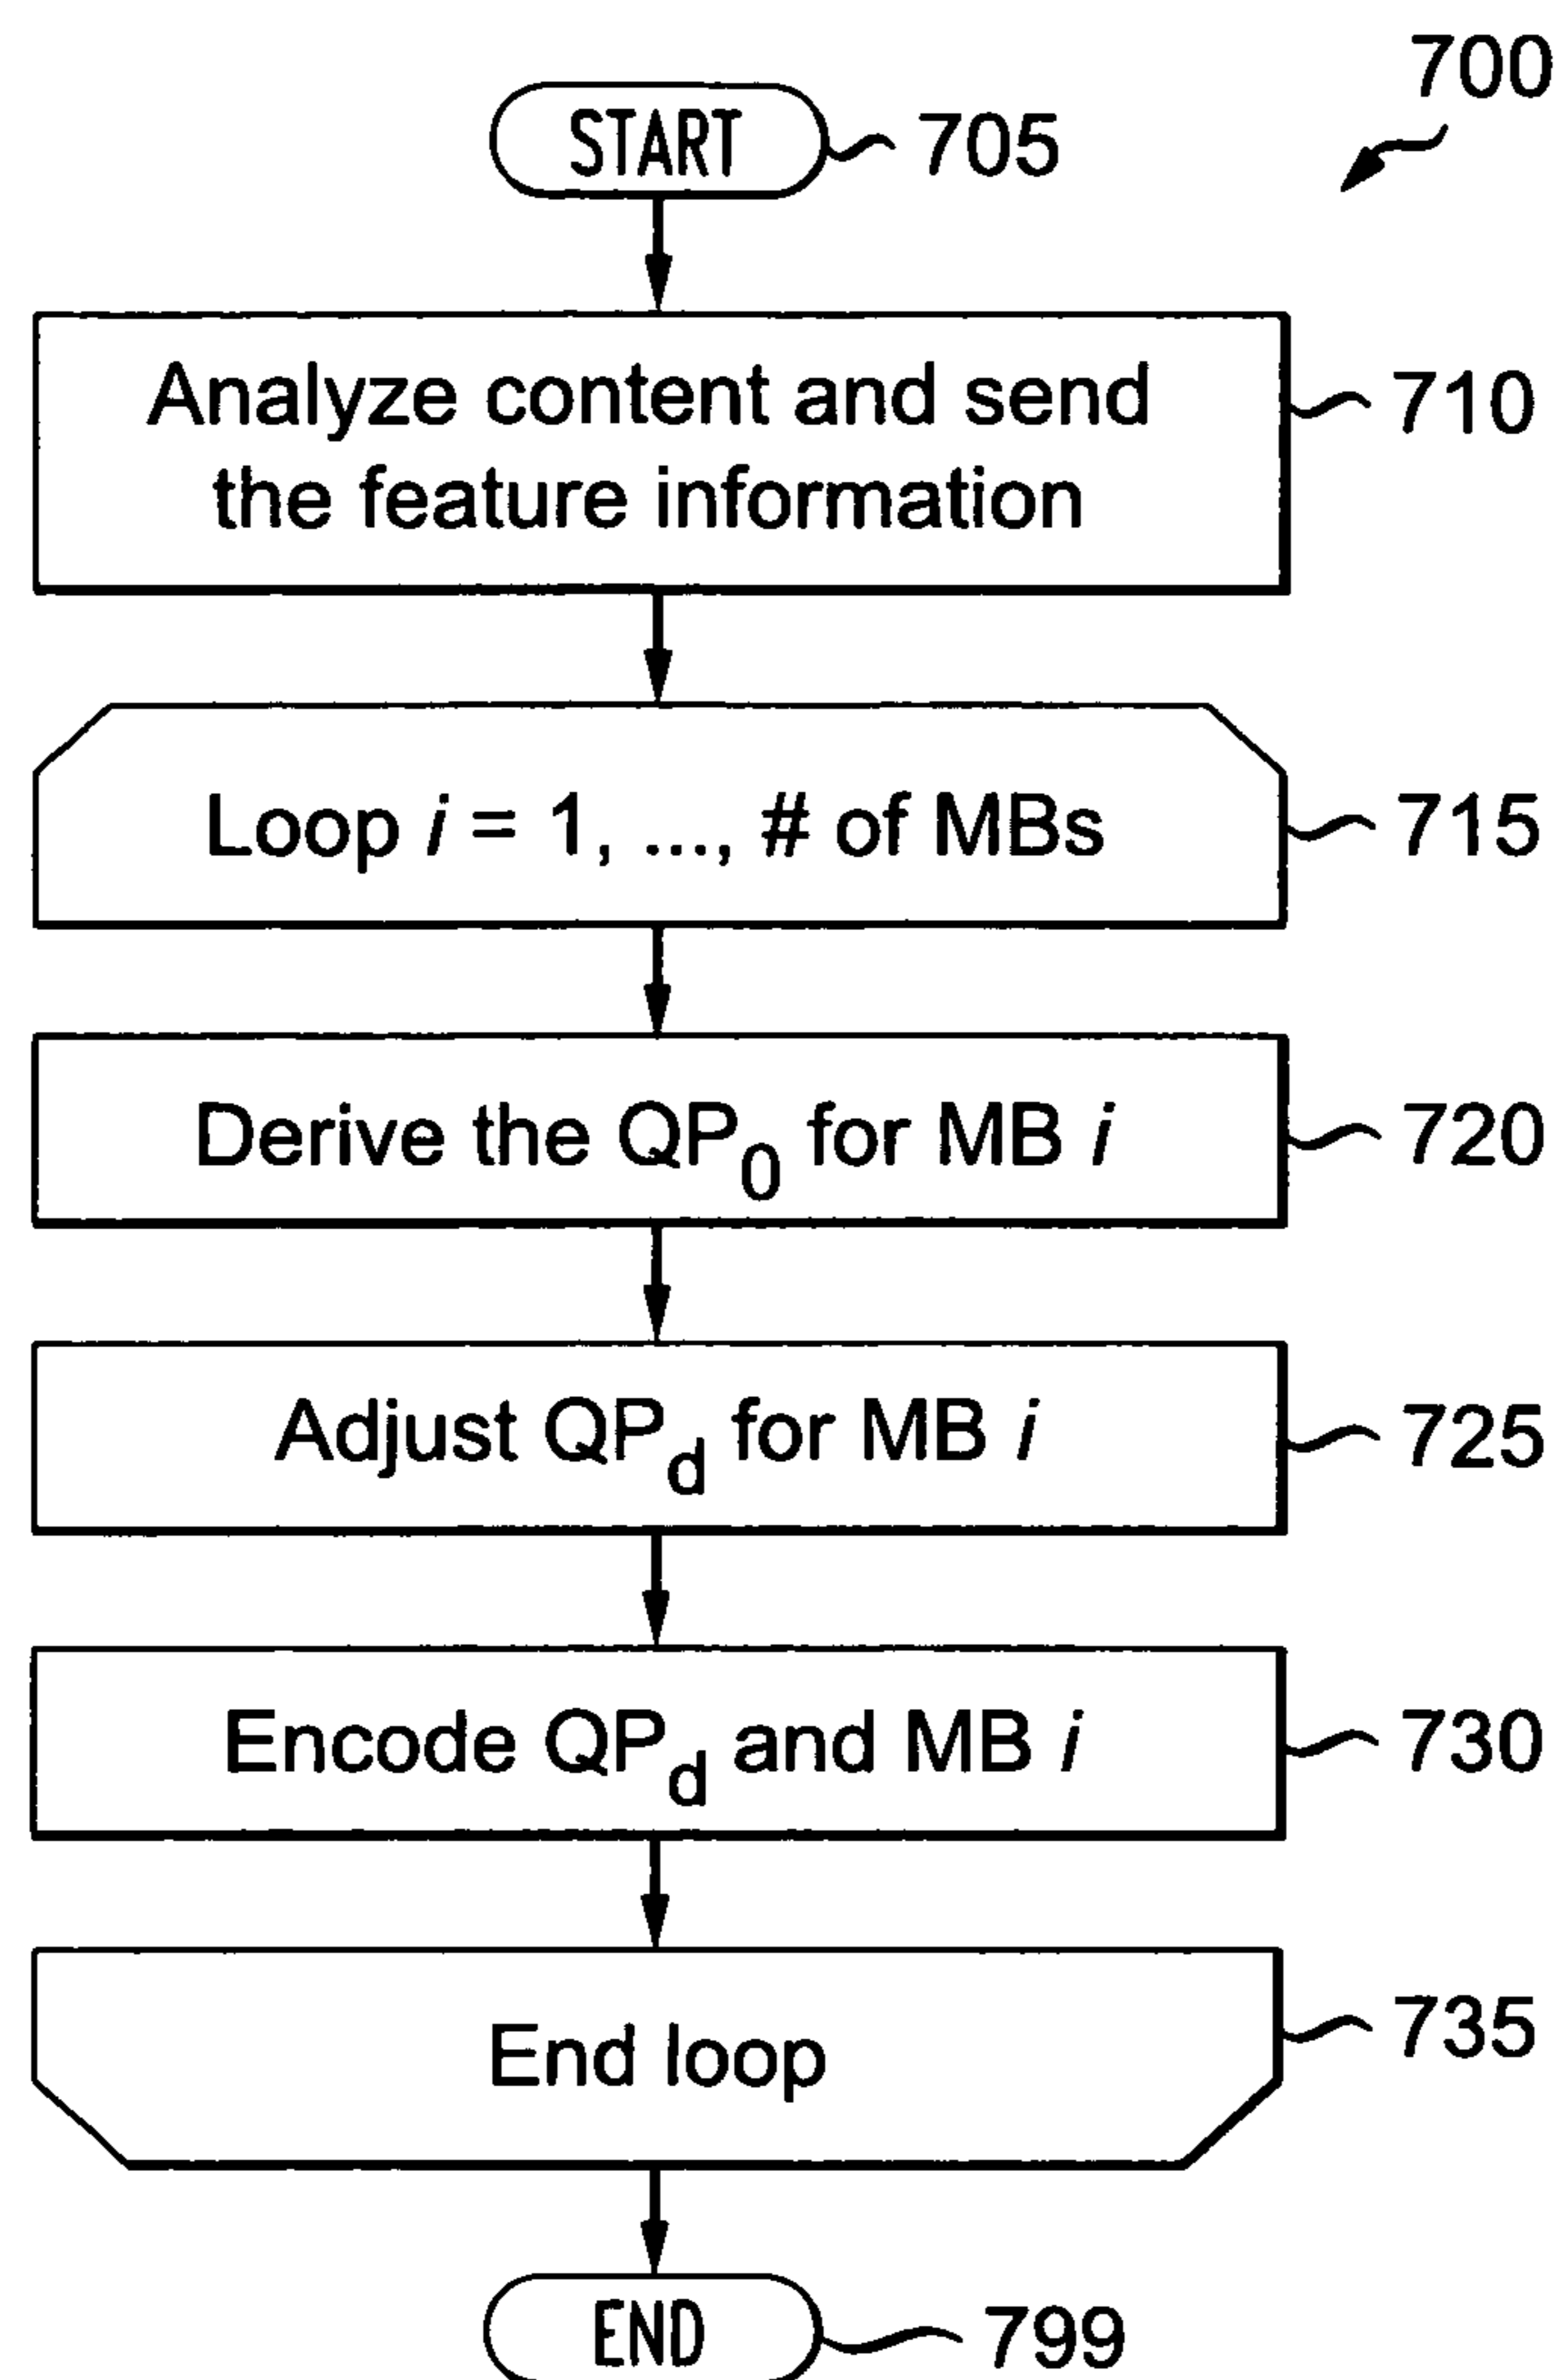 700
START 705
Analyze content and send
the feature information
710
Loop i = 1, ..., # of MBs 715
Derive the QP0 for MB i 720
Adjust QPd for MB i 725
Encode QPd and MB i 730
End loop 735
END 799